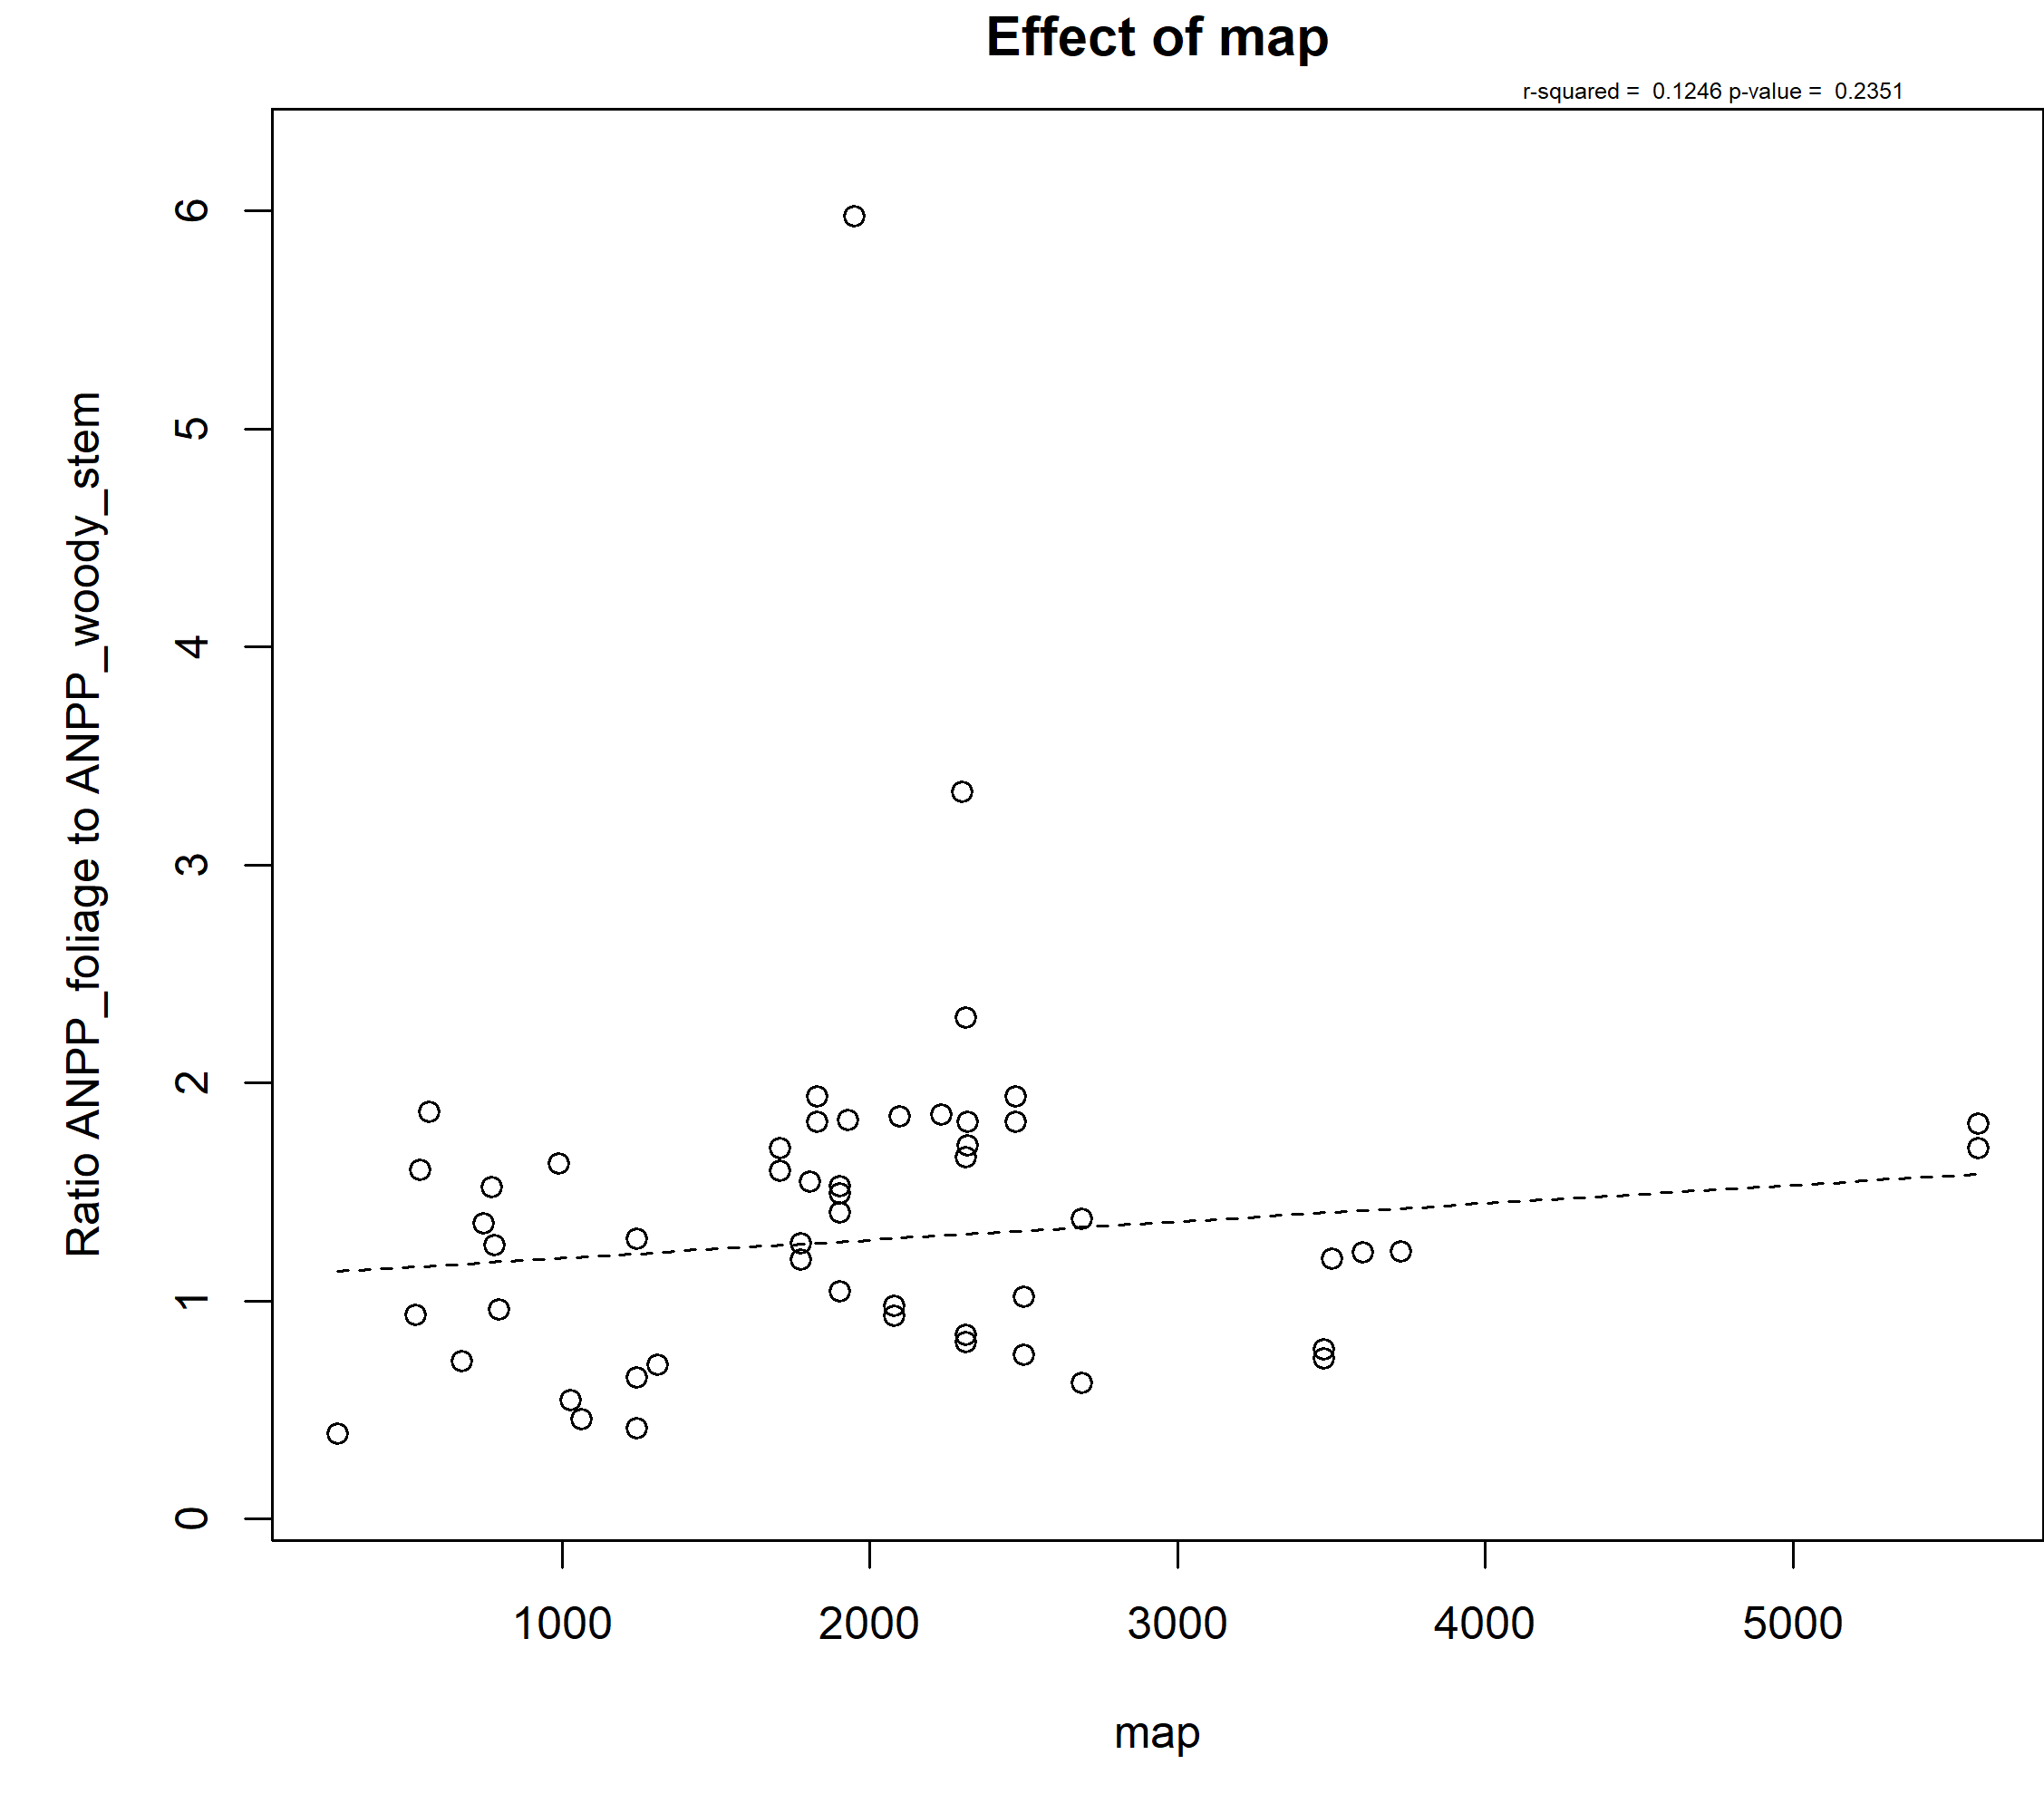 Effect of map
r-squared =  0.1246 p-value =  0.2351
Ratio ANPP_foliage to ANPP_woody_stem
6
5
4
3
2
1
0
1000 2000 3000 4000 5000
map